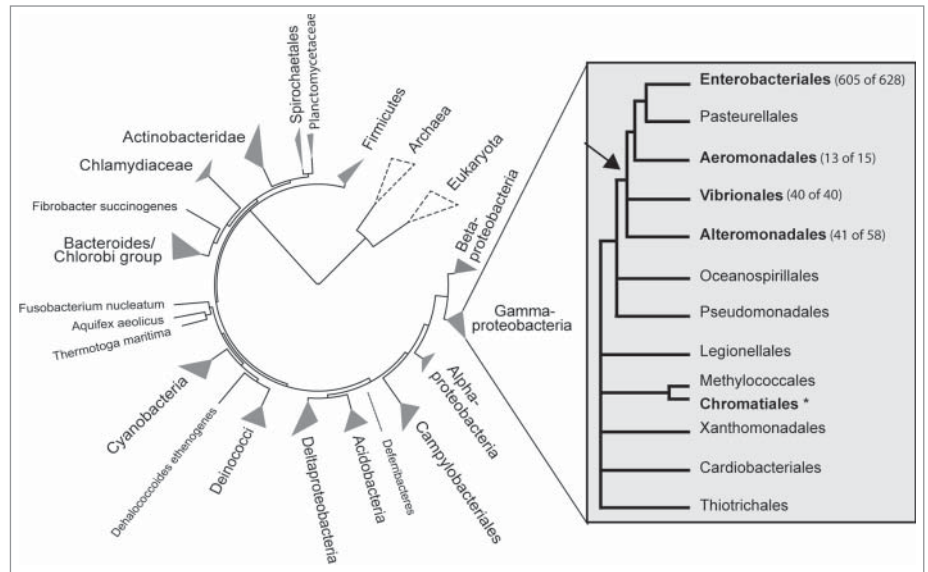 Spirochaetales
Planctomycetaceae
Firmicutes
Archaea
Eukaryota
Actinobacteridae
Chlamydiaceae
Fibrobacter succinogenes
Bacteroides/
Chlorobi group
Fusobacterium nucleatum
Aquifex aeolicus
Thermotoga maritima
Cyanobacteria
Dehalococcoides ethenogenes
Deinococci
Deltaproteobacteria
Acidobacteria
Deferribacteres
Campylobacteriales
Alpha-
proteobacteria
Gamma-
proteobacteria
Beta-
proteobacteria
Enterobacteriales (605 of 628)
Pasteurellales
Aeromonadales (13 of 15)
Vibrionales (40 of 40)
Alteromonadales (41 of 58)
Oceanospirillales
Pseudomonadales
Legionellales
Methylococcales
Chromatiales *
Xanthomonadales
Cardiobacteriales
Thiotrichales